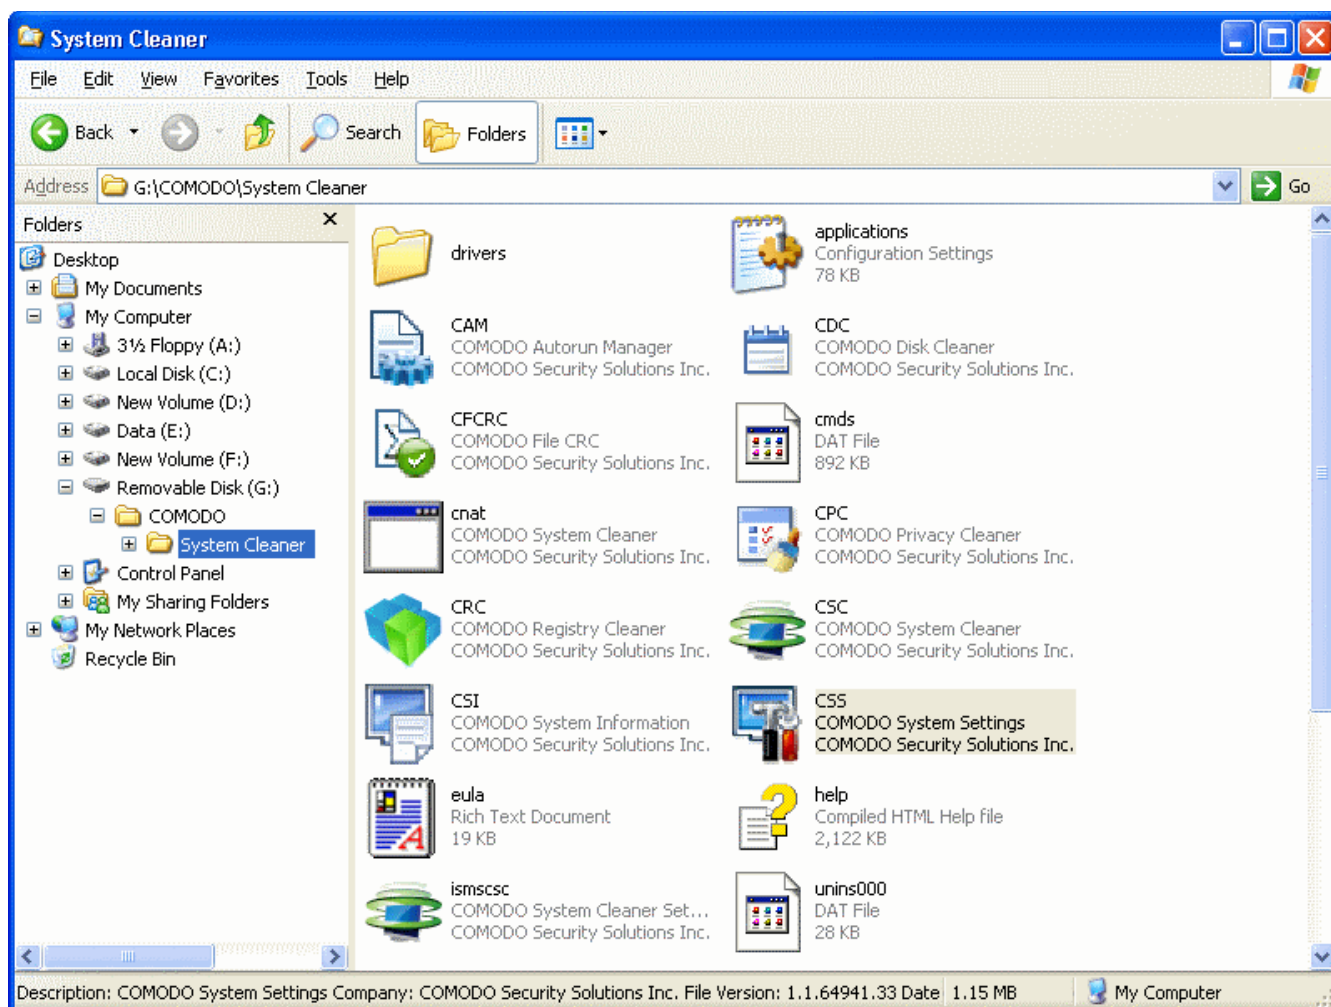 System Cleaner
File Edit View Favorites Tools Help
Back Search Folders
Address G:\COMODO\System Cleaner Go
Folders
Desktop
My Documents
My Computer
3½ Floppy (A:)
Local Disk (C:)
New Volume (D:)
Data (E:)
New Volume (F:)
Removable Disk (G:)
COMODO
System Cleaner
Control Panel
My Sharing Folders
My Network Places
Recycle Bin
drivers
applications
Configuration Settings
78 KB
CAM
COMODO Autorun Manager
COMODO Security Solutions Inc.
CDC
COMODO Disk Cleaner
COMODO Security Solutions Inc.
CFCRC
COMODO File CRC
COMODO Security Solutions Inc.
cmds
DAT File
892 KB
cnat
COMODO System Cleaner
COMODO Security Solutions Inc.
CPC
COMODO Privacy Cleaner
COMODO Security Solutions Inc.
CRC
COMODO Registry Cleaner
COMODO Security Solutions Inc.
CSC
COMODO System Cleaner
COMODO Security Solutions Inc.
CSI
COMODO System Information
COMODO Security Solutions Inc.
CSS
COMODO System Settings
COMODO Security Solutions Inc.
eula
Rich Text Document
19 KB
help
Compiled HTML Help file
2,122 KB
ismscsc
COMODO System Cleaner Set...
COMODO Security Solutions Inc.
unins000
DAT File
28 KB
Description: COMODO System Settings Company: COMODO Security Solutions Inc. File Version: 1.1.64941.33 Date 1.15 MB My Computer